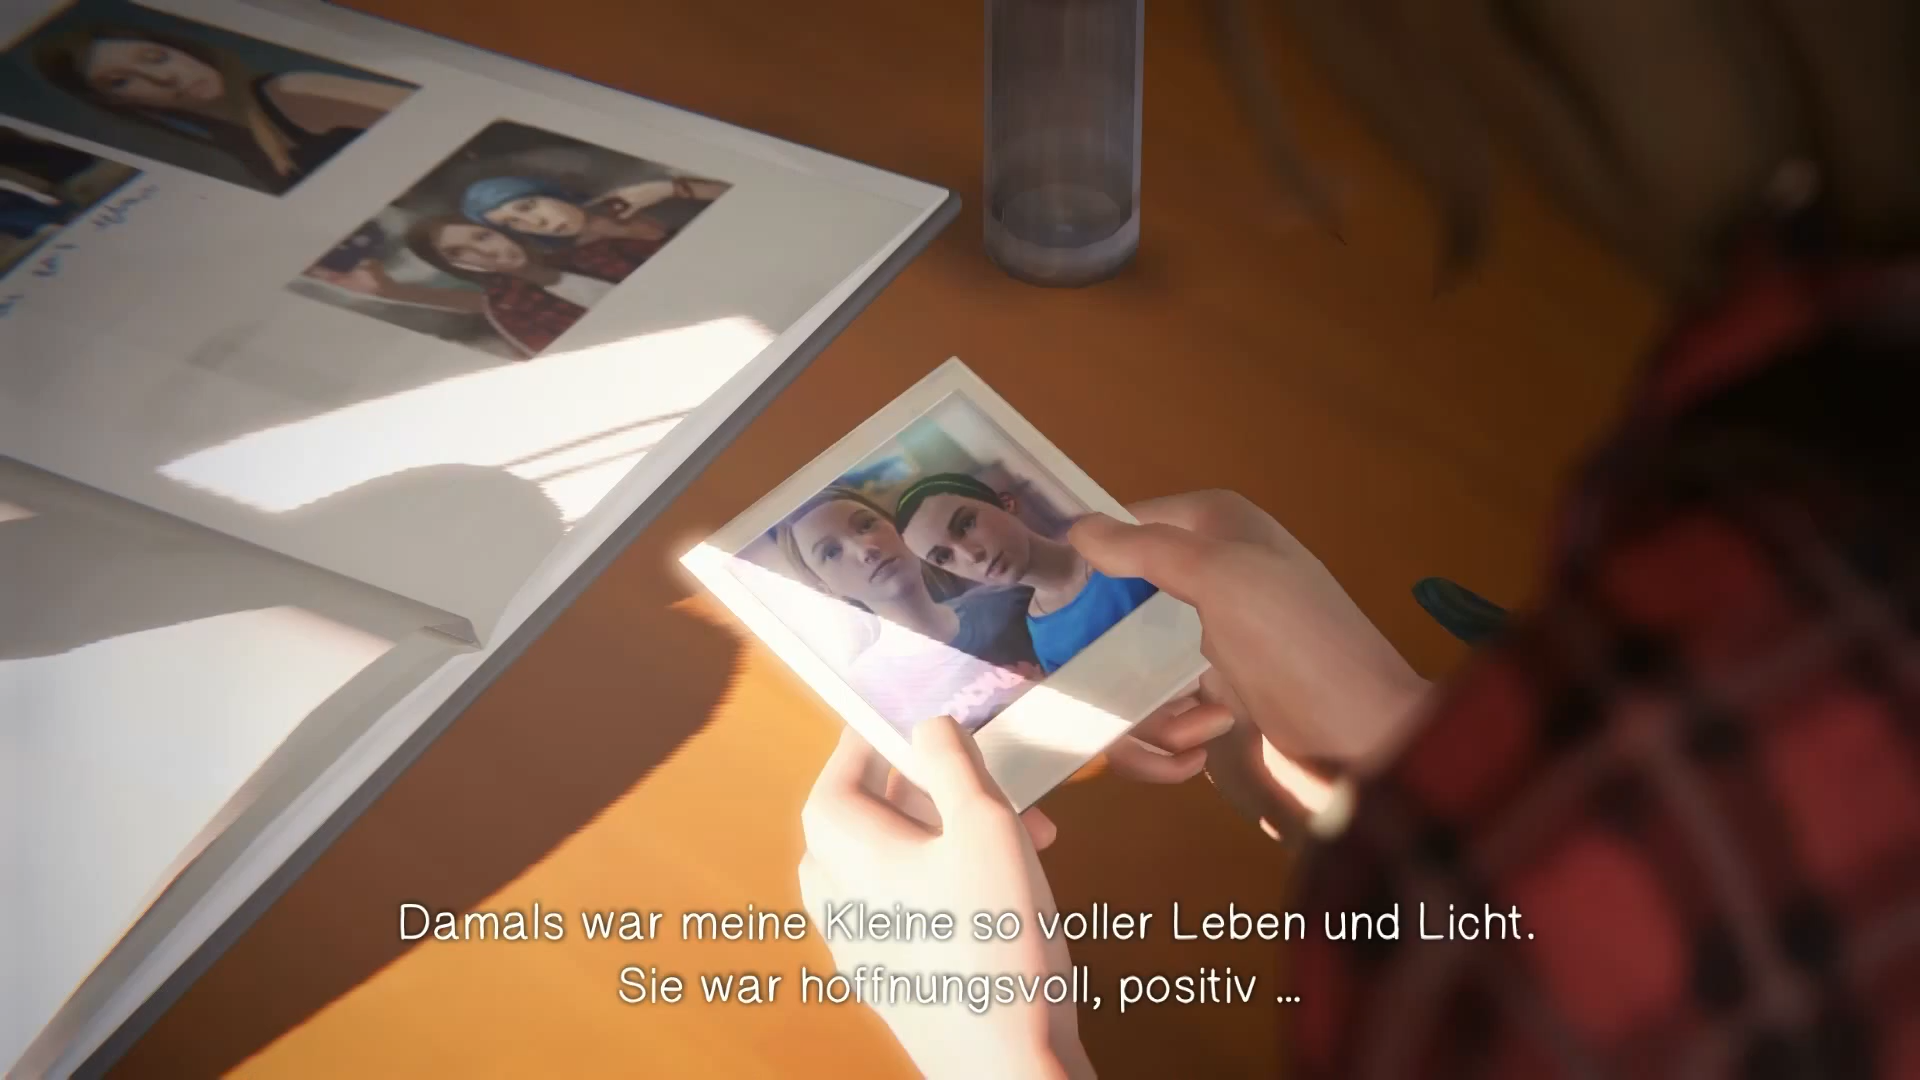 Damals war meine Kleine so voller Leben und Licht.
Sie war hoffnungsvoll, positiv ...